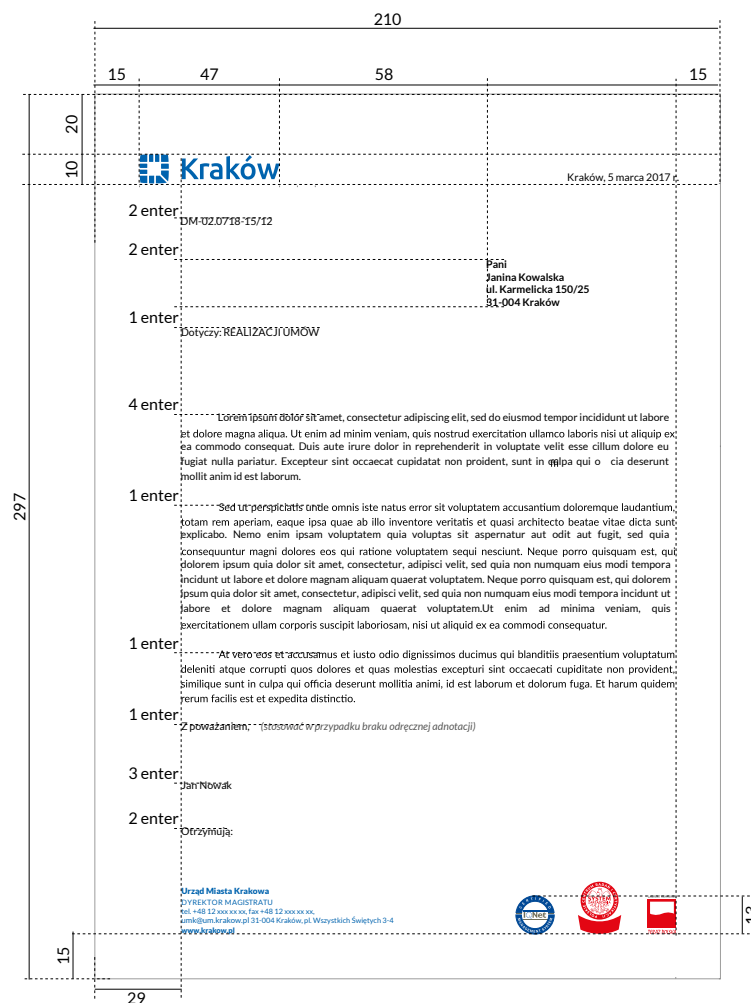 210
15 47 58 15
20
10
Kraków
Kraków, 5 marca 2017 r.
2 enter
DM-02.0718-15/12
2 enter
Pani
Janina Kowalska
ul. Karmelicka 150/25
31-004 Kraków
1 enter
Dotyczy: REALIZACJI UMÓW
4 enter
Lorem ipsum dolor sit amet, consectetur adipiscing elit, sed do eiusmod tempor incididunt ut labore
et dolore magna aliqua. Ut enim ad minim veniam, quis nostrud exercitation ullamco laboris nisi ut aliquip ex
ea commodo consequat. Duis aute irure dolor in reprehenderit in voluptate velit esse cillum dolore eu
fugiat nulla pariatur. Excepteur sint occaecat cupidatat non proident, sunt in culpa qui o cia deserunt
mollit anim id est laborum.
297
1 enter
Sed ut perspiciatis unde omnis iste natus error sit voluptatem accusantium doloremque laudantium,
totam rem aperiam, eaque ipsa quae ab illo inventore veritatis et quasi architecto beatae vitae dicta sunt
explicabo. Nemo enim ipsam voluptatem quia voluptas sit aspernatur aut odit aut fugit, sed quia
consequuntur magni dolores eos qui ratione voluptatem sequi nesciunt. Neque porro quisquam est, qui
dolorem ipsum quia dolor sit amet, consectetur, adipisci velit, sed quia non numquam eius modi tempora
incidunt ut labore et dolore magnam aliquam quaerat voluptatem. Neque porro quisquam est, qui dolorem
ipsum quia dolor sit amet, consectetur, adipisci velit, sed quia non numquam eius modi tempora incidunt ut
labore et dolore magnam aliquam quaerat voluptatem.Ut enim ad minima veniam, quis
exercitationem ullam corporis suscipit laboriosam, nisi ut aliquid ex ea commodi consequatur.
1 enter
At vero eos et accusamus et iusto odio dignissimos ducimus qui blanditiis praesentium voluptatum
deleniti atque corrupti quos dolores et quas molestias excepturi sint occaecati cupiditate non provident,
similique sunt in culpa qui officia deserunt mollitia animi, id est laborum et dolorum fuga. Et harum quidem
rerum facilis est et expedita distinctio.
1 enter
Z poważaniem, (stosować w przypadku braku odręcznej adnotacji)
3 enter
Jan Nowak
2 enter
Otrzymują:
Urząd Miasta Krakowa
DYREKTOR MAGISTRATU
tel. +48 12 xxx xx xx, fax +48 12 xxx xx xx,
umk@um.krakow.pl 31-004 Kraków, pl. Wszystkich Świętych 3-4
www.krakow.pl
IQNet
SYSTEM
15
29